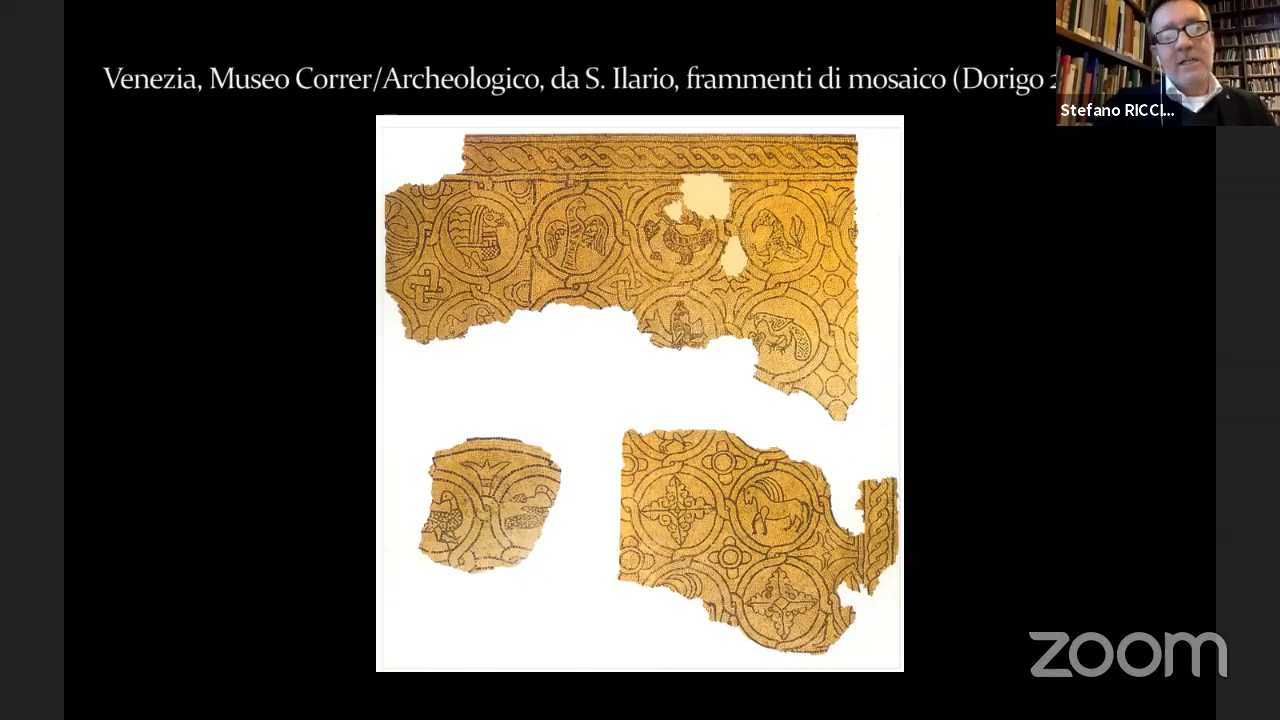 Venezia, Museo Correr/Archeologico, da S. Ilario, frammenti di mosaico (Dorigo
Stefano RICCI...
zoom